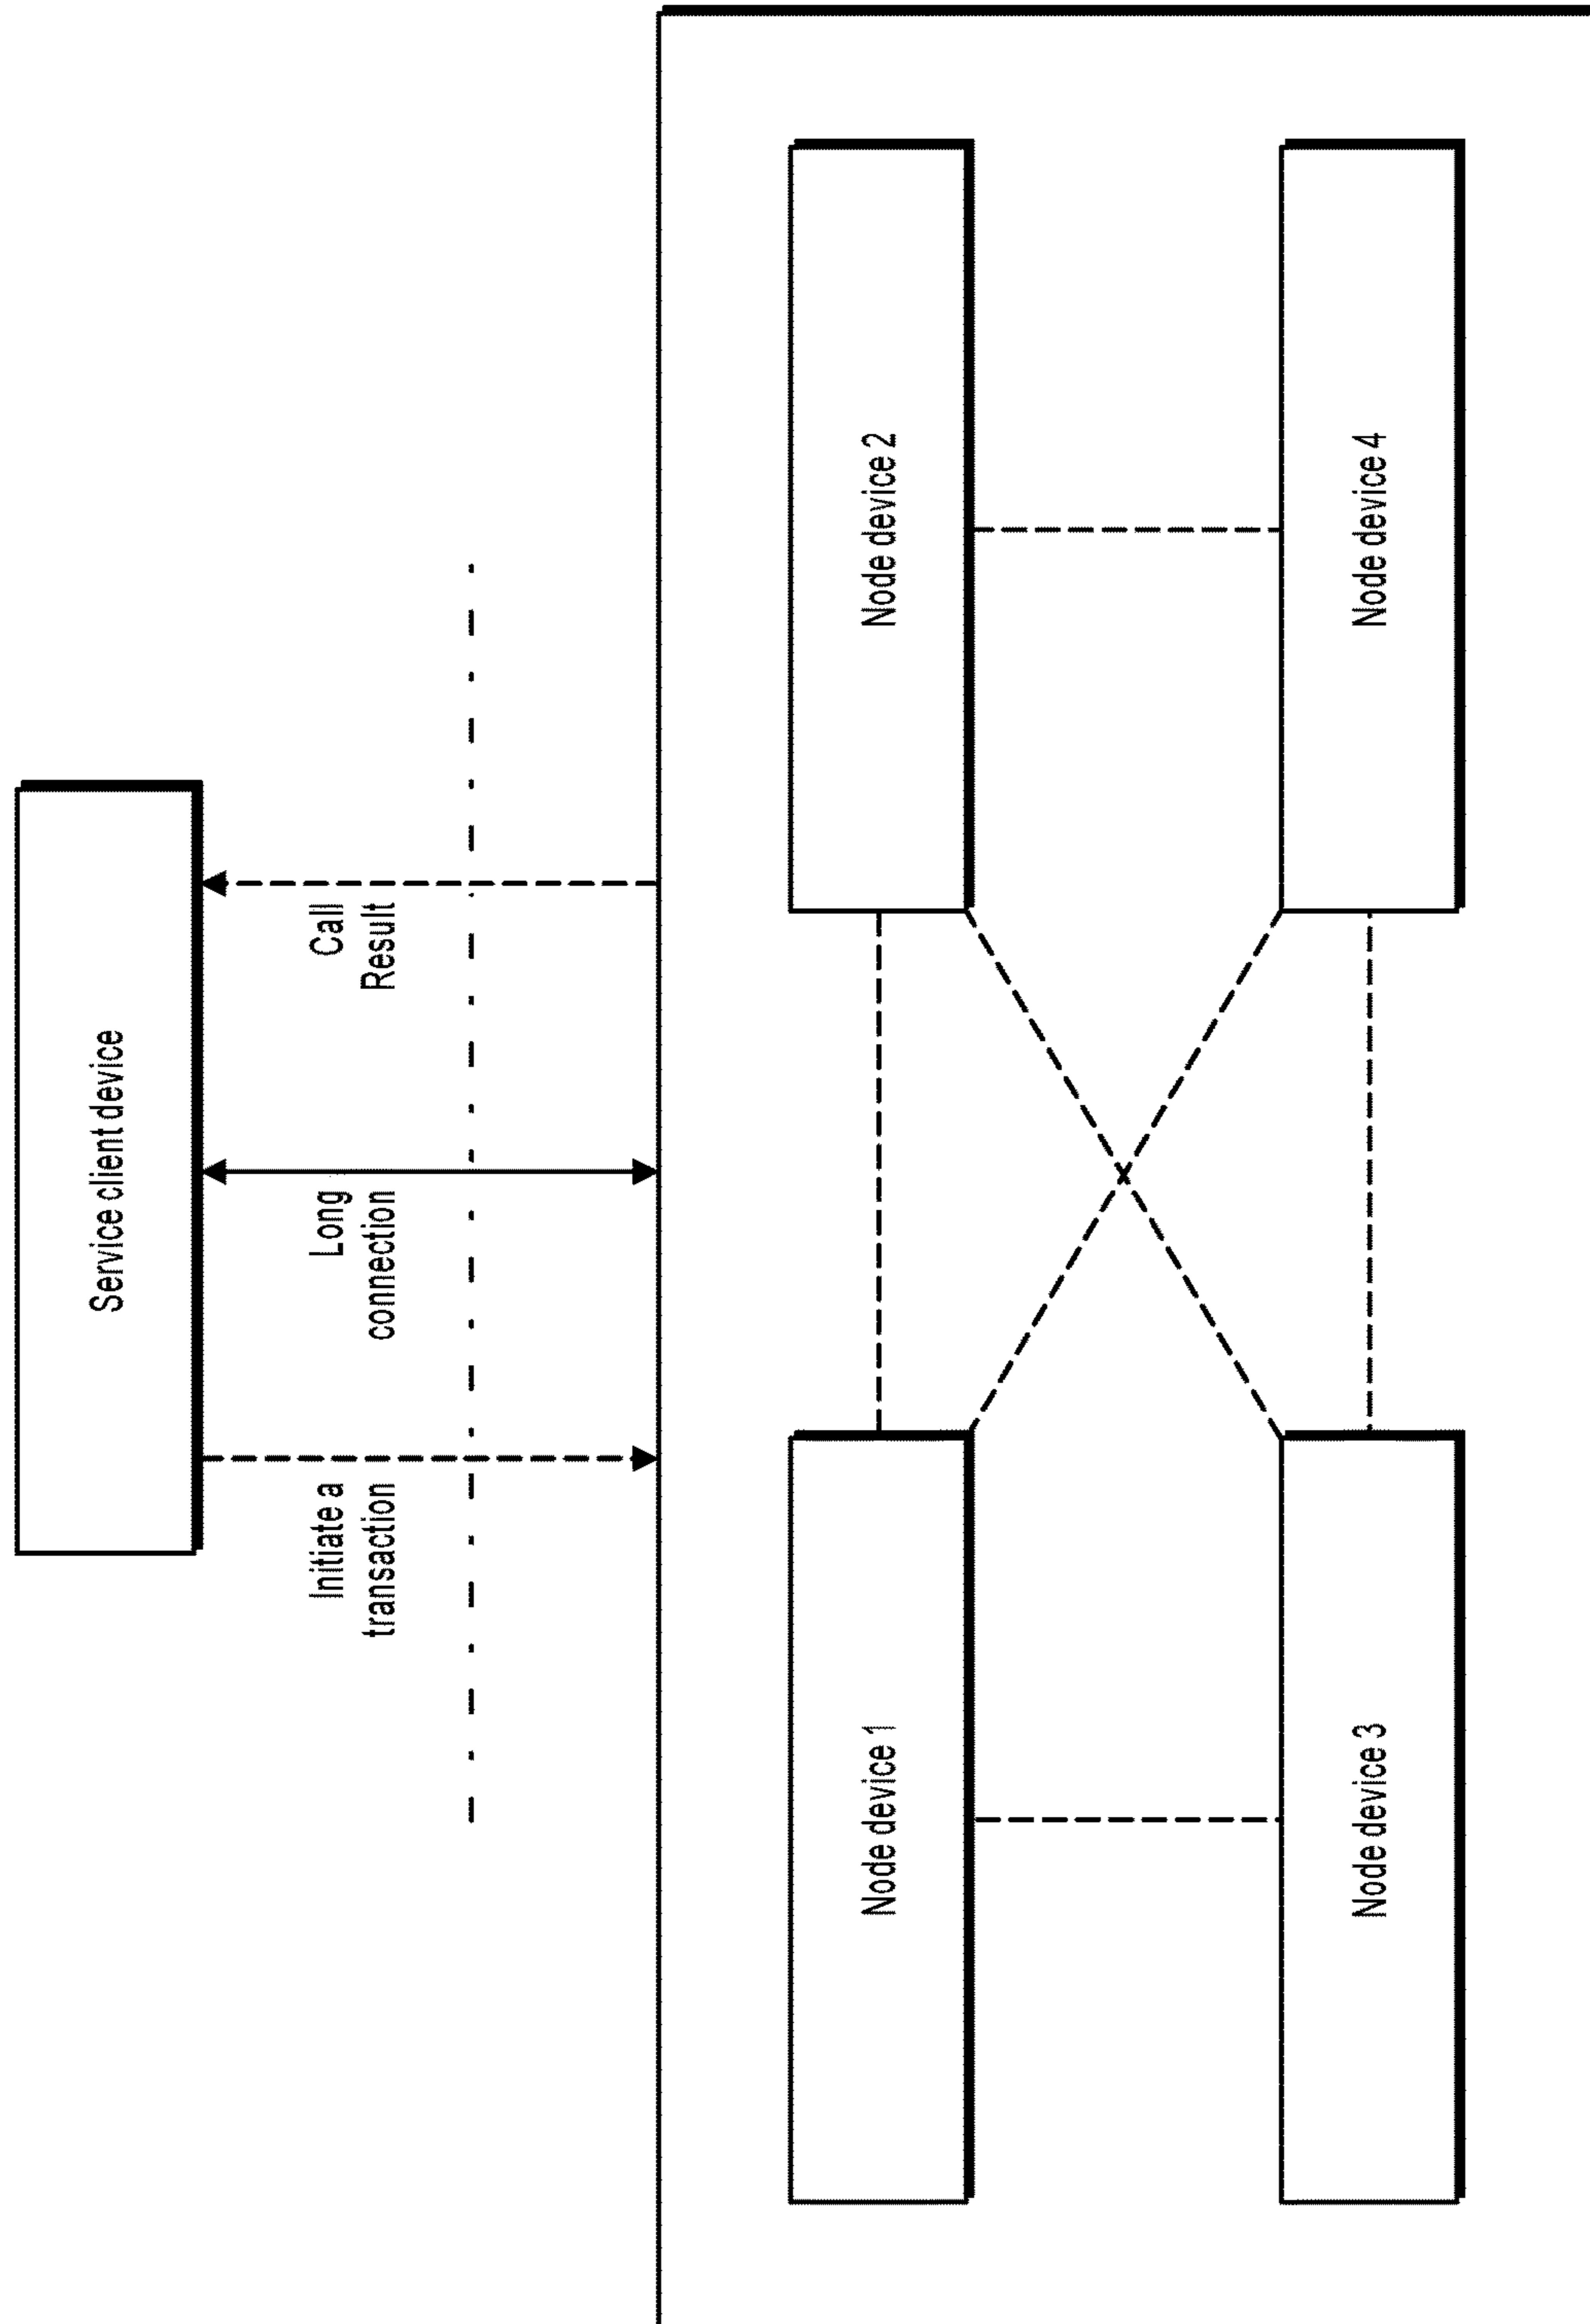 Service client device
Initiate a
transaction
Long
connection
Call
Result
Node device 1
Node device 2
Node device 3
Node device 4